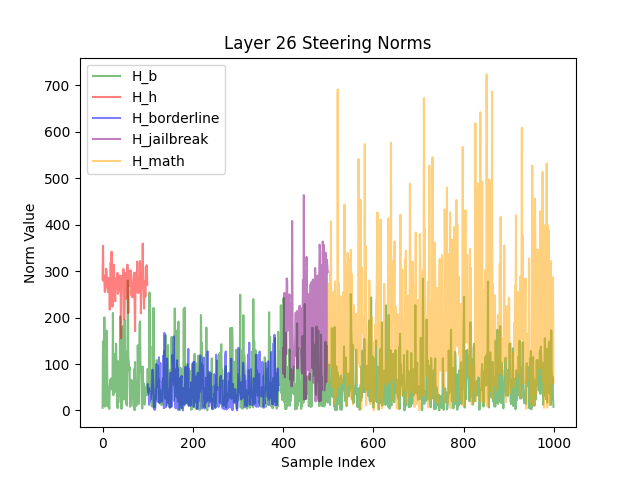 Layer 26 Steering Norms
Norm Value
700
600
500
400
300
200
100
0
H_b
H_h
H_borderline
H_jailbreak
H_math
0
200
400
600
800
1000
Sample Index